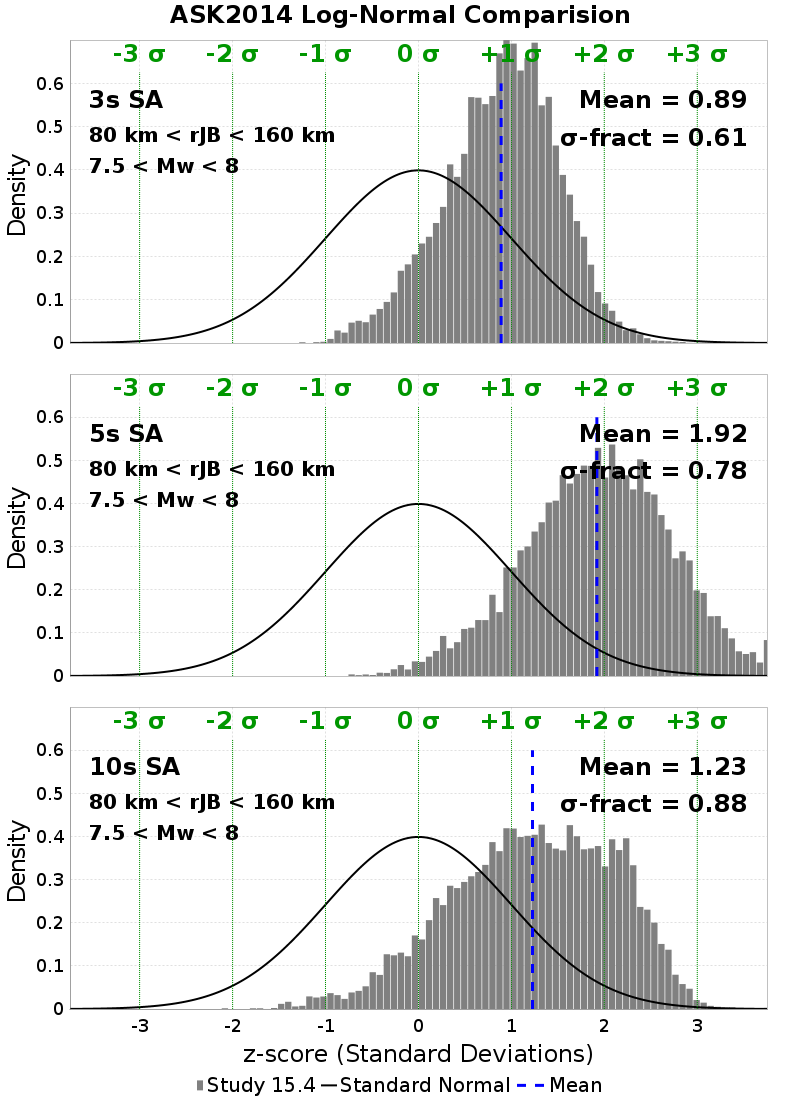 ASK2014 Log-Normal Comparision
-3 σ -2 σ -1 σ 0 σ +1 σ +2 σ +3 σ
3s SA
80 km < rJB < 160 km
7.5 < Mw < 8
Mean = 0.89
σ-fract = 0.61
Density
0.6
0.5
0.4
0.3
0.2
0.1
0
-3 σ -2 σ -1 σ 0 σ +1 σ +2 σ +3 σ
5s SA
80 km < rJB < 160 km
7.5 < Mw < 8
Mean = 1.92
σ-fract = 0.78
Density
0.6
0.5
0.4
0.3
0.2
0.1
0
-3 σ -2 σ -1 σ 0 σ +1 σ +2 σ +3 σ
10s SA
80 km < rJB < 160 km
7.5 < Mw < 8
Mean = 1.23
σ-fract = 0.88
Density
0.6
0.5
0.4
0.3
0.2
0.1
0
-3 -2 -1 0 1 2 3
z-score (Standard Deviations)
Study 15.4 Standard Normal Mean